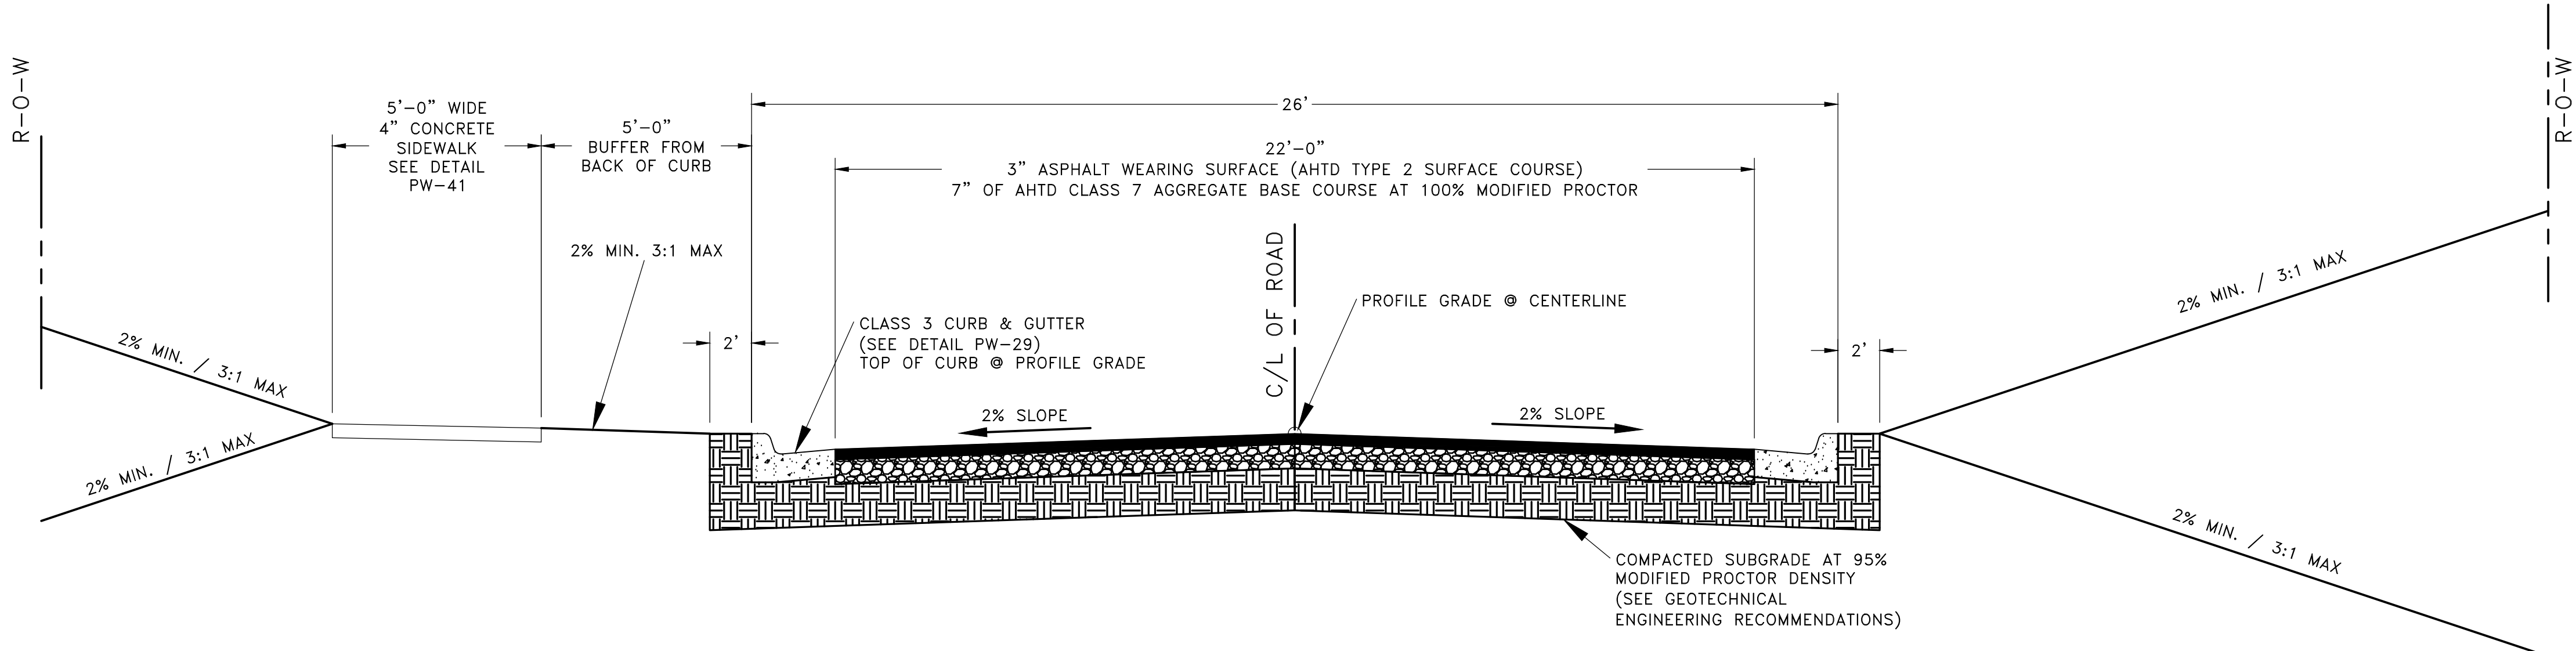 R-O-W
5'-0" WIDE
4" CONCRETE
SIDEWALK
SEE DETAIL
PW-41
5'-0"
BUFFER FROM
BACK OF CURB
26'
22'-0"
3" ASPHALT WEARING SURFACE (AHTD TYPE 2 SURFACE COURSE)
7" OF AHTD CLASS 7 AGGREGATE BASE COURSE AT 100% MODIFIED PROCTOR
R-O-W
2% MIN. 3:1 MAX
C/L OF ROAD
PROFILE GRADE @ CENTERLINE
2% MIN. / 3:1 MAX
2% MIN. / 3:1 MAX
2'
CLASS 3 CURB & GUTTER
(SEE DETAIL PW-29)
TOP OF CURB @ PROFILE GRADE
2'
2% SLOPE
2% SLOPE
2% MIN. / 3:1 MAX
2% MIN. / 3:1 MAX
COMPACTED SUBGRADE AT 95%
MODIFIED PROCTOR DENSITY
(SEE GEOTECHNICAL
ENGINEERING RECOMMENDATIONS)